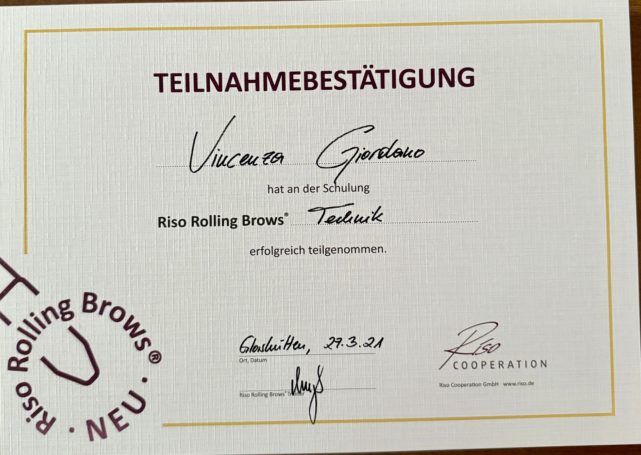 TEILNAHMEBESTÄTIGUNG
Vincenza Giordano
hat an der Schulung
Riso Rolling Brows® Technik
erfolgreich teilgenommen.
Riso Rolling Brows®
· NEU ·
Glashütten, 27.3.21
Ort, Datum
Riso Rolling Brows®
Riso
COOPERATION
Riso Cooperation GmbH · www.riso.de